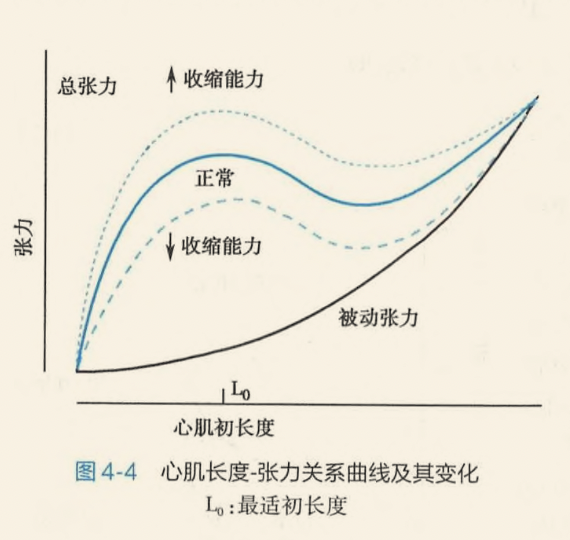 总张力
↑收缩能力
正常
↓收缩能力
张力
被动张力
L₀
心肌初长度
图 4-4 心肌长度-张力关系曲线及其变化
L₀:最适初长度